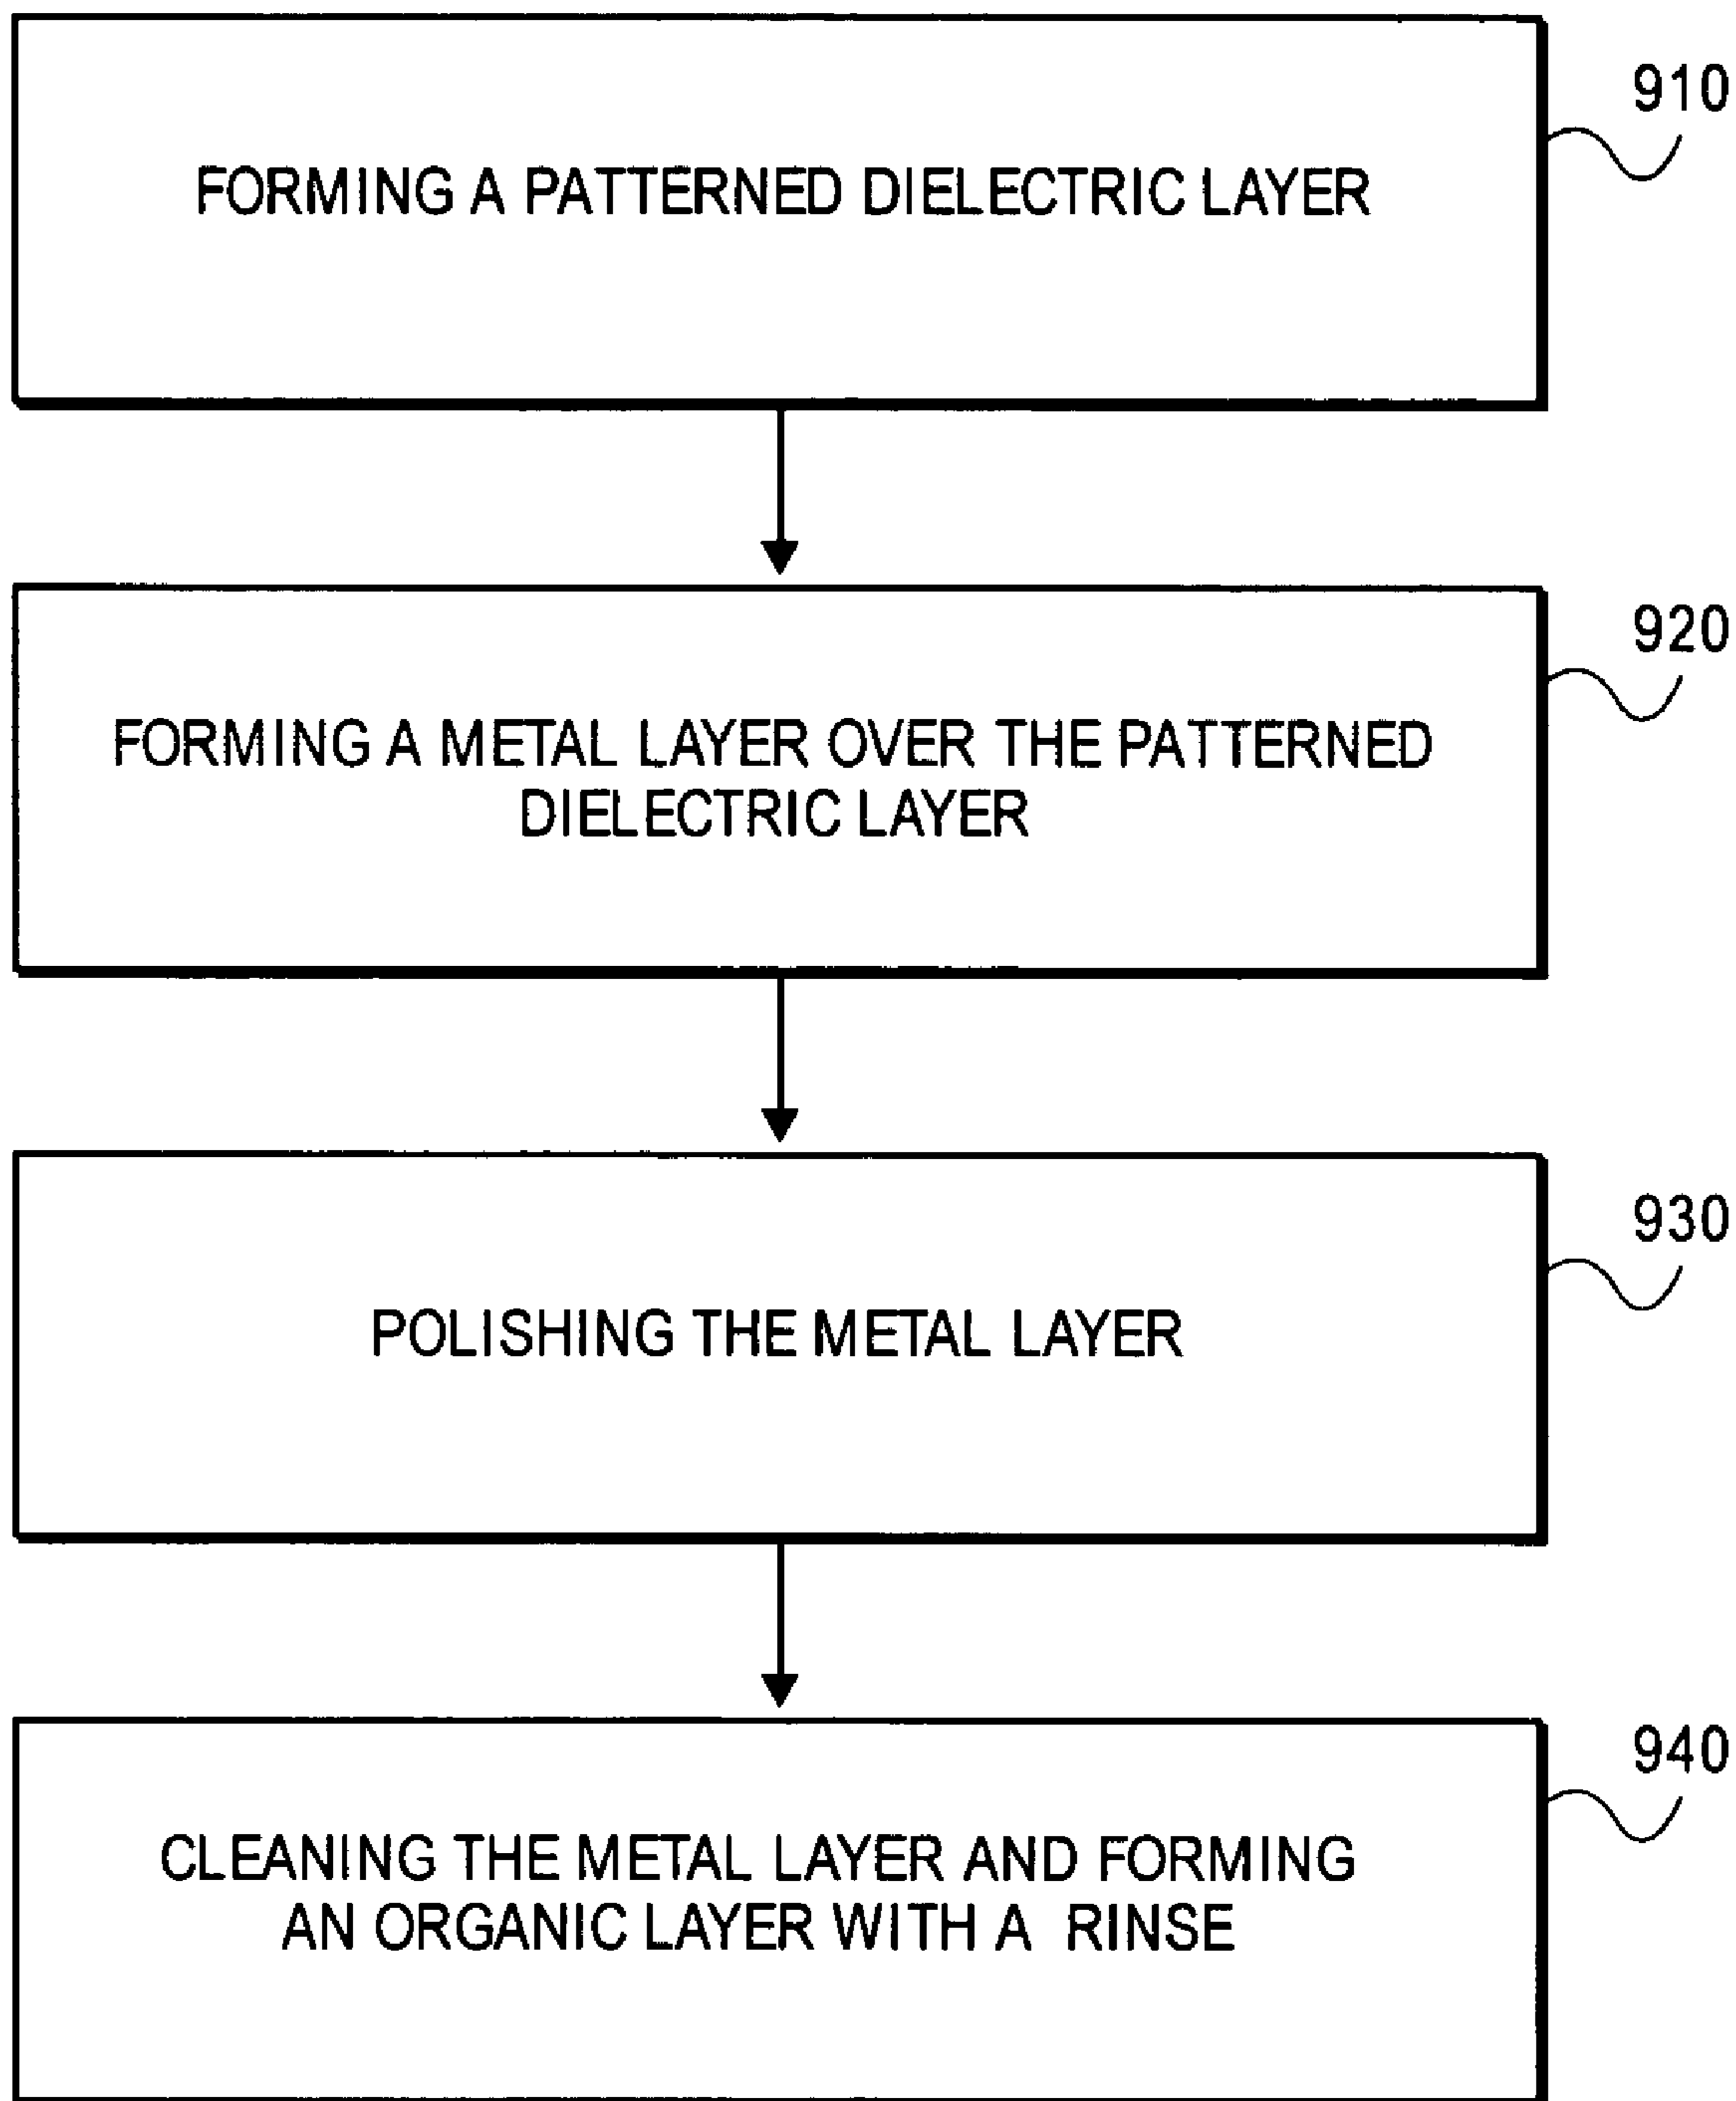 910
FORMING A PATTERNED DIELECTRIC LAYER
920
FORMING A METAL LAYER OVER THE PATTERNED
DIELECTRIC LAYER
930
POLISHING THE METAL LAYER
940
CLEANING THE METAL LAYER AND FORMING
AN ORGANIC LAYER WITH A RINSE